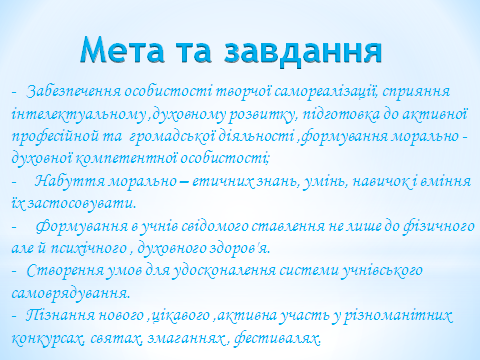 Мета та завдання
- Забезпечення особистості творчої самореалізації, сприяння
інтелектуальному ,духовному розвитку, підготовка до активної
професійной та громадської діяльності ,формування морально -
духовної компетентної особистості;
- Набуття морально – етичних знань, умінь, навичок і вміння
їх застосовувати.
- Формування в учнів свідомого ставлення не лише до фізичного
але й психічного , духовного здоров'я.
- Створення умов для удосконалення системи учнівського
самоврядування.
- Пізнання нового ,цікавого ,активна участь у різноманітних
конкурсах, святах, змаганнях , фестивалях.